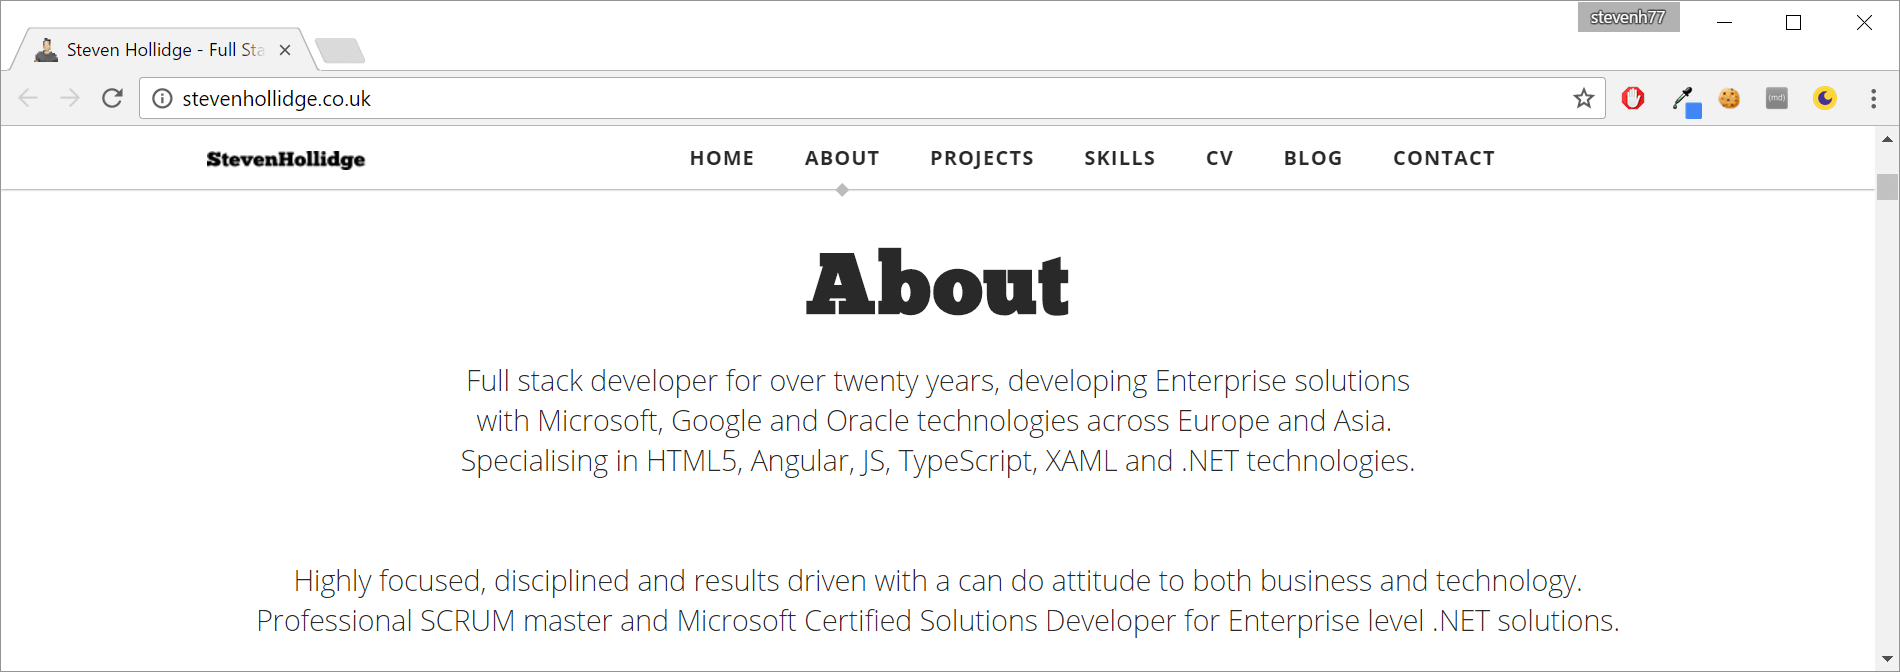 stevenh77
Steven Hollidge - Full Sta
stevenhollidge.co.uk
(md)
StevenHollidge
HOME ABOUT PROJECTS SKILLS CV BLOG CONTACT
About
Full stack developer for over twenty years, developing Enterprise solutions
with Microsoft, Google and Oracle technologies across Europe and Asia.
Specialising in HTML5, Angular, JS, TypeScript, XAML and .NET technologies.
Highly focused, disciplined and results driven with a can do attitude to both business and technology.
Professional SCRUM master and Microsoft Certified Solutions Developer for Enterprise level .NET solutions.